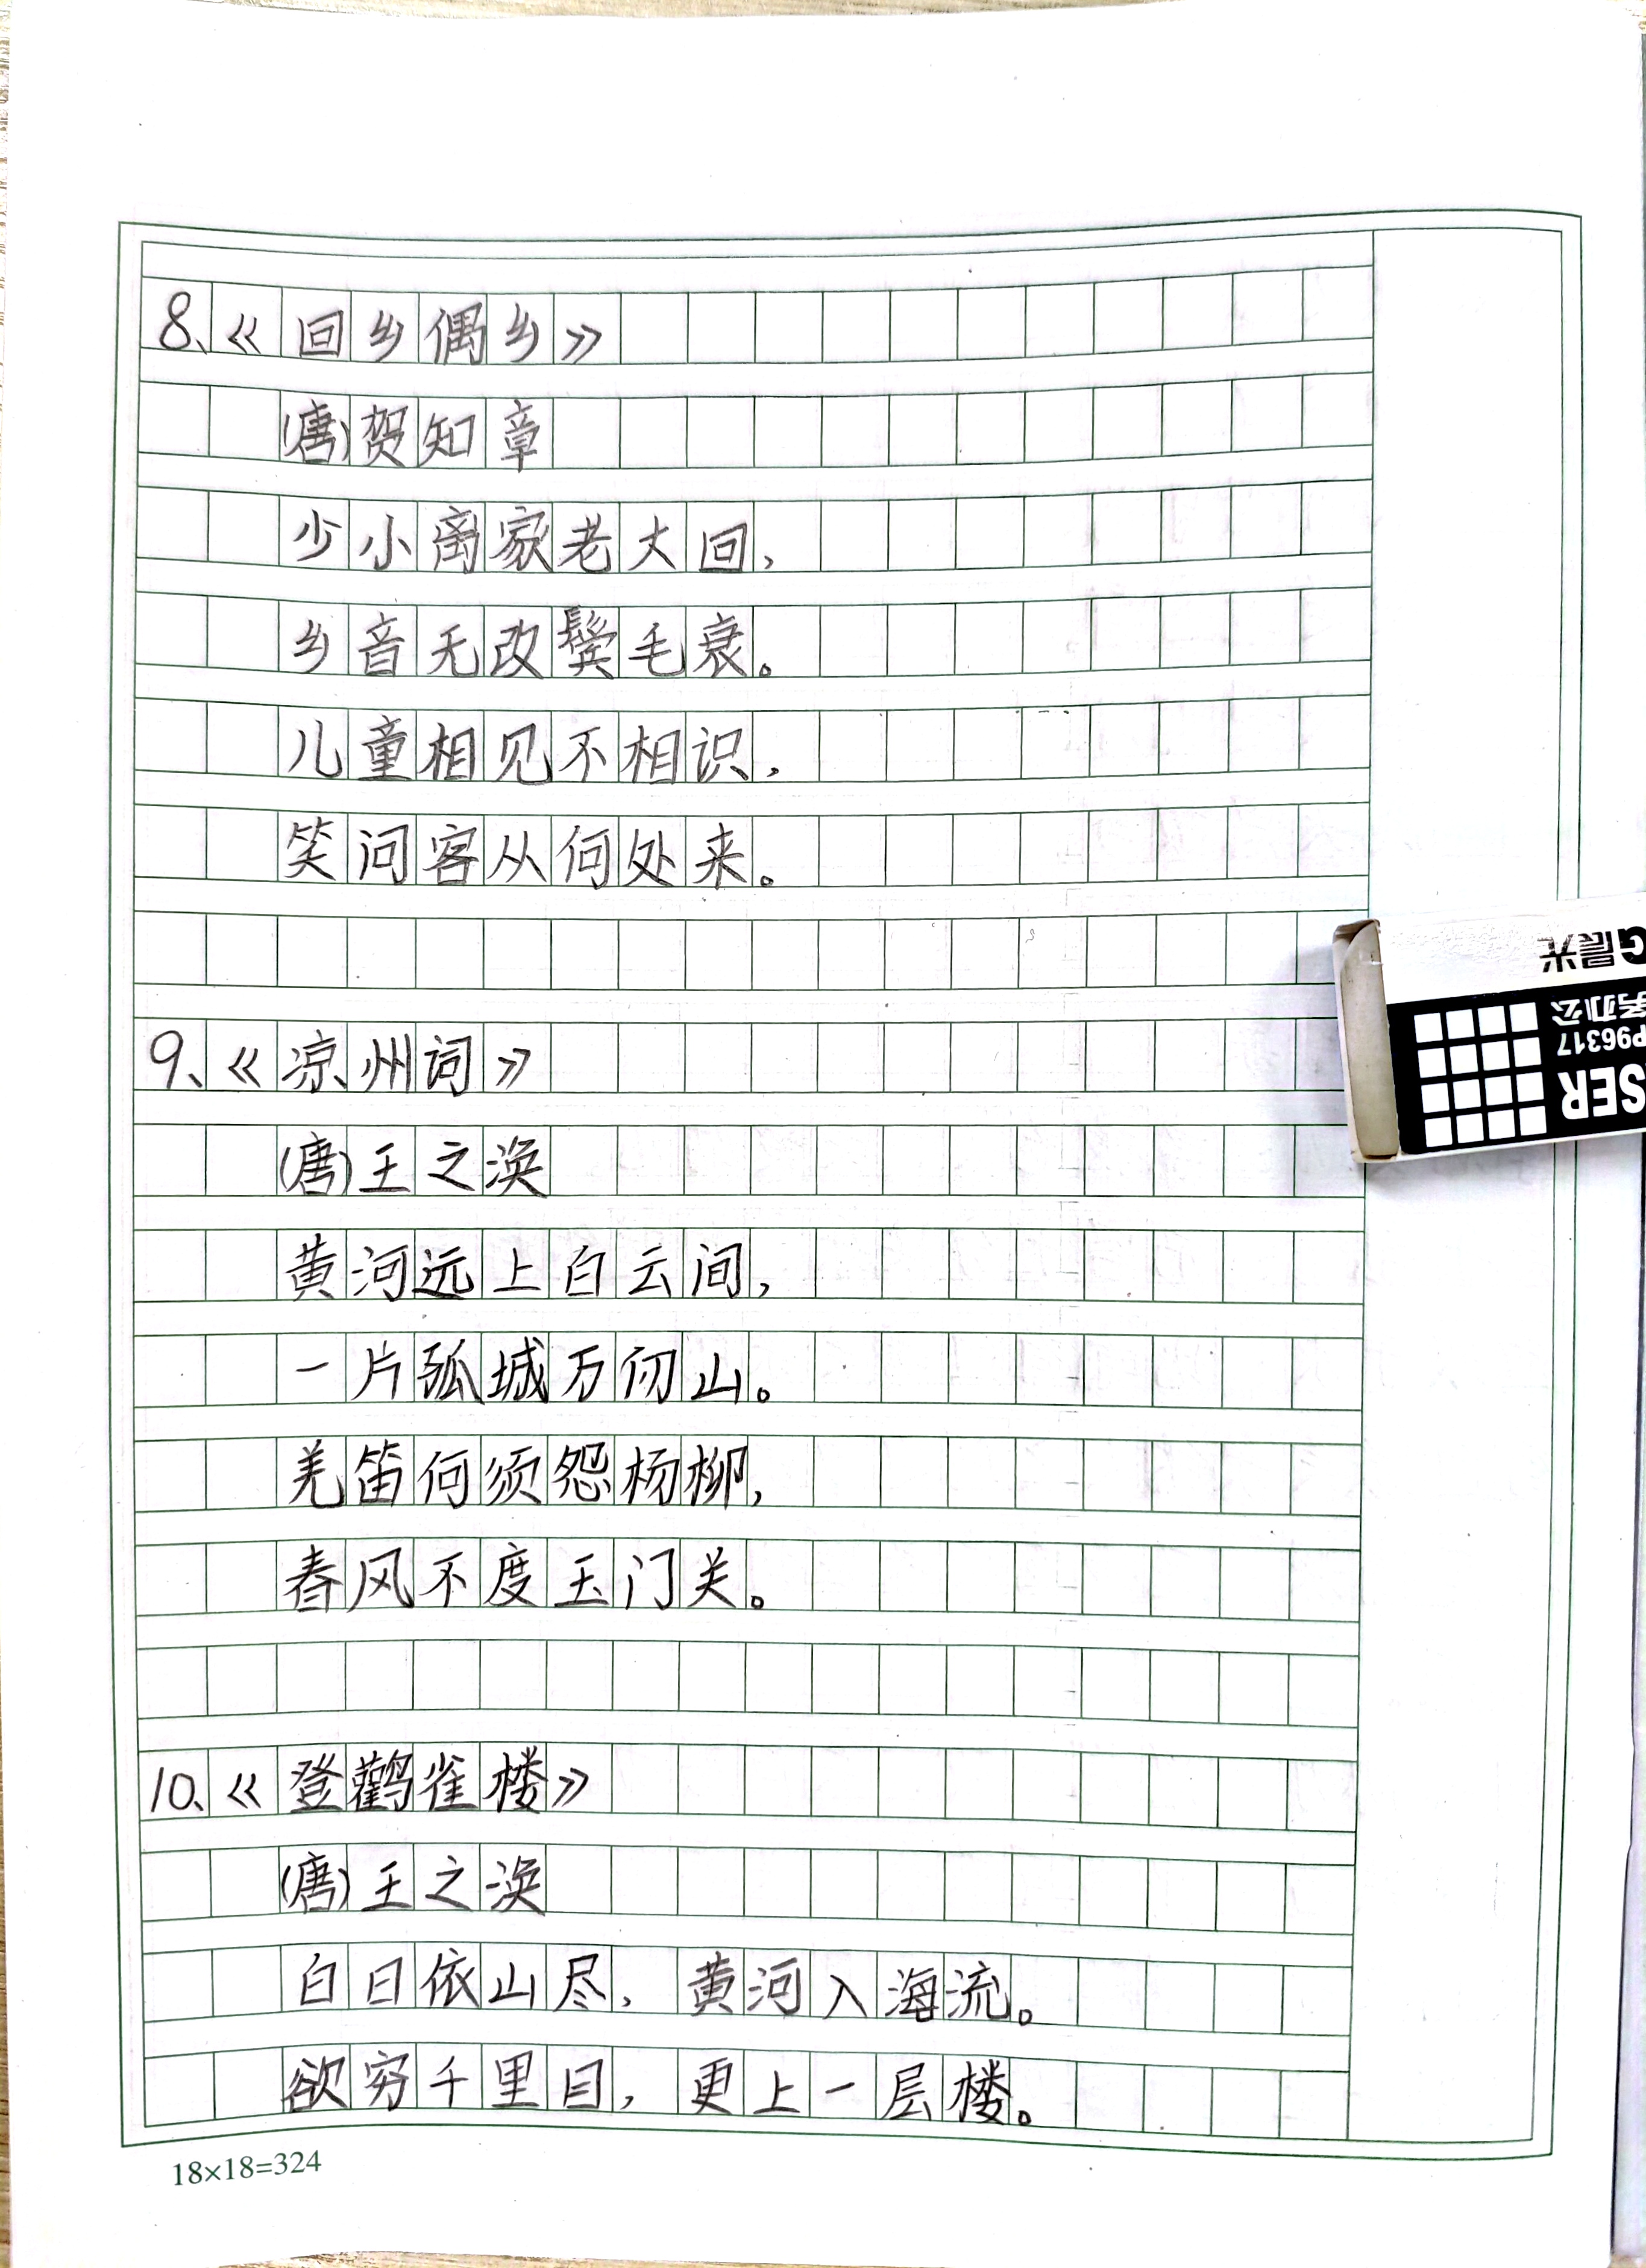 8、《回乡偶乡》
(唐)贺知章
少小离家老大回，
乡音无改鬓毛衰。
儿童相见不相识，
笑问客从何处来。
9、《凉州词》
(唐)王之涣
黄河远上白云间，
一片孤城万仞山。
羌笛何须怨杨柳，
春风不度玉门关。
10、《登鹳雀楼》
(唐)王之涣
白日依山尽，黄河入海流。
欲穷千里目，更上一层楼。
18×18=324
G晨光
务办公
P96317
SER